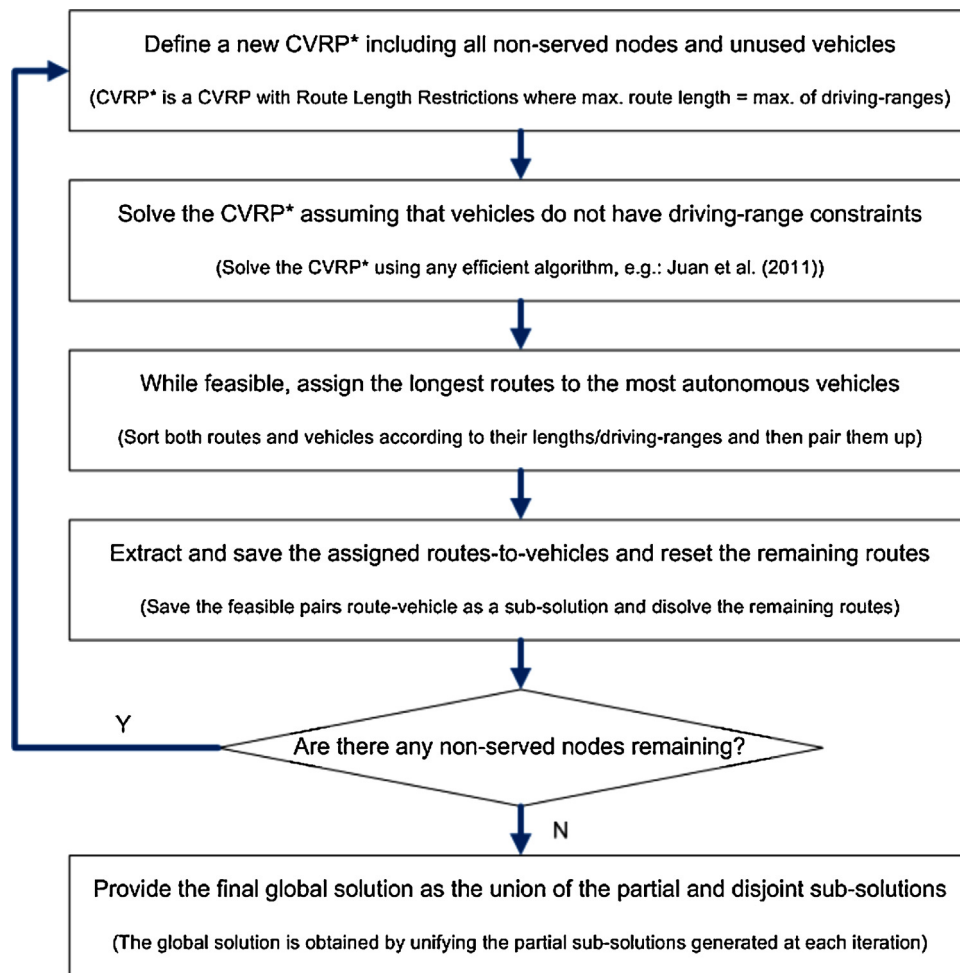 Define a new CVRP* including all non-served nodes and unused vehicles
(CVRP* is a CVRP with Route Length Restrictions where max. route length = max. of driving-ranges)
Solve the CVRP* assuming that vehicles do not have driving-range constraints
(Solve the CVRP* using any efficient algorithm, e.g.: Juan et al. (2011))
While feasible, assign the longest routes to the most autonomous vehicles
(Sort both routes and vehicles according to their lengths/driving-ranges and then pair them up)
Extract and save the assigned routes-to-vehicles and reset the remaining routes
(Save the feasible pairs route-vehicle as a sub-solution and disolve the remaining routes)
Y
Are there any non-served nodes remaining?
N
Provide the final global solution as the union of the partial and disjoint sub-solutions
(The global solution is obtained by unifying the partial sub-solutions generated at each iteration)